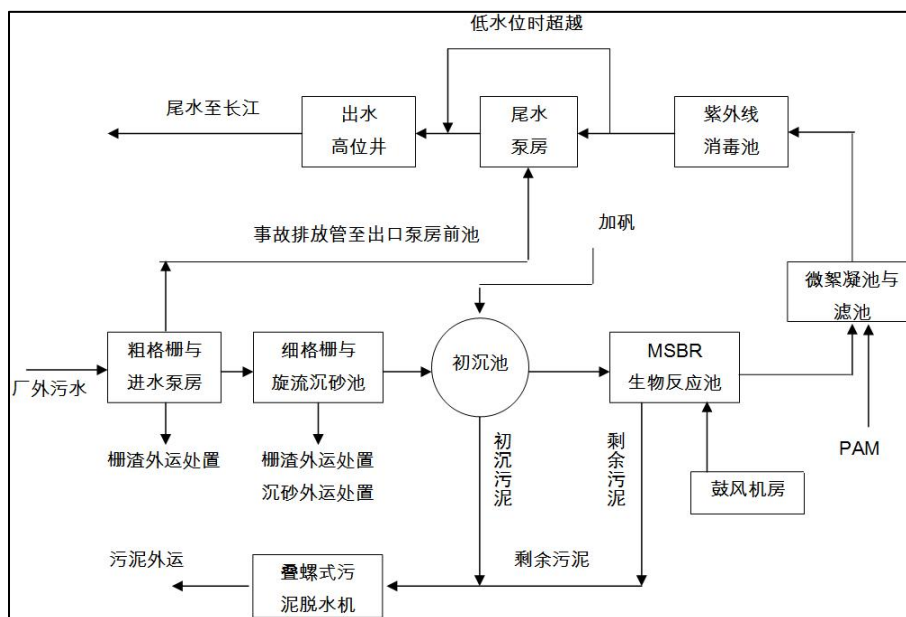 低水位时超越
尾水至长江
出水
高位井
尾水
泵房
紫外线
消毒池
事故排放管至出口泵房前池
加矾
微絮凝池与
滤池
粗格栅与
进水泵房
细格栅与
旋流沉砂池
初沉池
MSBR
生物反应池
厂外污水
栅渣外运处置
栅渣外运处置
沉砂外运处置
初沉污泥
剩余污泥
PAM
鼓风机房
污泥外运
叠螺式污
泥脱水机
剩余污泥